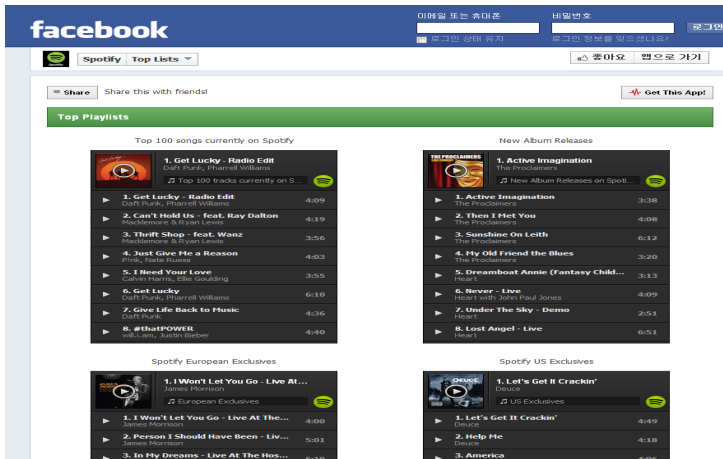 facebook
이메일 또는 휴대폰
비밀번호
로그인
로그인 상태 유지
로그인 정보를 잊으셨나요?
Spotify
Spotify Top Lists
좋아요
앱으로 가기
Share
Share this with friends!
Get This App!
Top Playlists
Top 100 songs currently on Spotify
1. Get Lucky - Radio Edit
Daft Punk, Pharrell Williams
Top 100 tracks currently on S...
1. Get Lucky - Radio Edit
Daft Punk, Pharrell Williams
4:09
2. Can't Hold Us - feat. Ray Dalton
Macklemore & Ryan Lewis
4:19
3. Thrift Shop - feat. Wanz
Macklemore & Ryan Lewis
3:56
4. Just Give Me a Reason
P!nk, Nate Ruess
4:03
5. I Need Your Love
Calvin Harris, Ellie Goulding
3:55
6. Get Lucky
Daft Punk, Pharrell Williams
6:10
7. Give Life Back to Music
Daft Punk
4:36
8. #thatPOWER
will.i.am, Justin Bieber
4:40
New Album Releases
THE PROCLAIMERS
1. Active Imagination
The Proclaimers
New Album Releases on Spoti...
1. Active Imagination
The Proclaimers
3:38
2. Then I Met You
The Proclaimers
4:08
3. Sunshine On Leith
The Proclaimers
6:12
4. My Old Friend the Blues
The Proclaimers
3:20
5. Dreamboat Annie (Fantasy Child...
Heart
3:13
6. Never - Live
Heart with John Paul Jones
4:09
7. Under The Sky - Demo
Heart
2:51
8. Lost Angel - Live
Heart
6:51
Spotify European Exclusives
1. I Won't Let You Go - Live At...
James Morrison
European Exclusives
1. I Won't Let You Go - Live At The...
James Morrison
4:00
2. Person I Should Have Been - Liv...
James Morrison
5:01
3. In My Dreams - Live At The Hos...
Spotify US Exclusives
DEUCE
1. Let's Get It Crackin'
Deuce
US Exclusives
1. Let's Get It Crackin'
Deuce
4:49
2. Help Me
Deuce
4:18
3. America